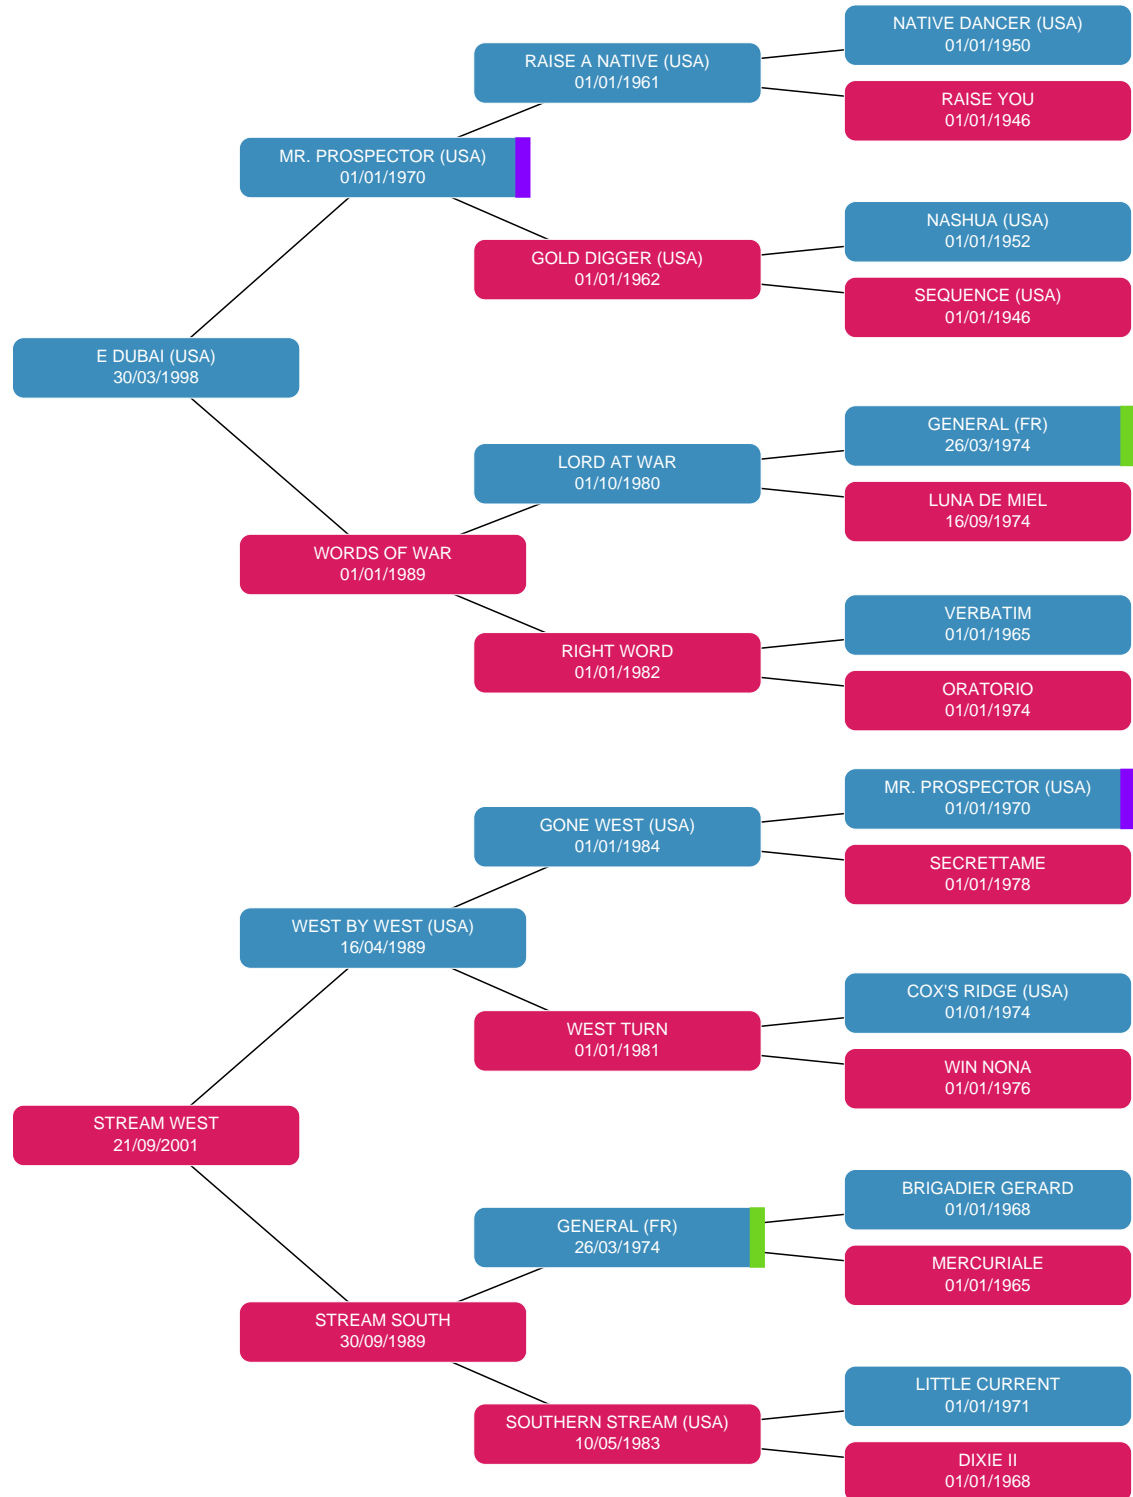 NATIVE DANCER (USA)
01/01/1950
RAISE A NATIVE (USA)
01/01/1961
RAISE YOU
01/01/1946
MR. PROSPECTOR (USA)
01/01/1970
NASHUA (USA)
01/01/1952
GOLD DIGGER (USA)
01/01/1962
SEQUENCE (USA)
01/01/1946
E DUBAI (USA)
30/03/1998
GENERAL (FR)
26/03/1974
LORD AT WAR
01/10/1980
LUNA DE MIEL
16/09/1974
WORDS OF WAR
01/01/1989
VERBATIM
01/01/1965
RIGHT WORD
01/01/1982
ORATORIO
01/01/1974
MR. PROSPECTOR (USA)
01/01/1970
GONE WEST (USA)
01/01/1984
SECRETTAME
01/01/1978
WEST BY WEST (USA)
16/04/1989
COX'S RIDGE (USA)
01/01/1974
WEST TURN
01/01/1981
WIN NONA
01/01/1976
STREAM WEST
21/09/2001
BRIGADIER GERARD
01/01/1968
GENERAL (FR)
26/03/1974
MERCURIALE
01/01/1965
STREAM SOUTH
30/09/1989
LITTLE CURRENT
01/01/1971
SOUTHERN STREAM (USA)
10/05/1983
DIXIE II
01/01/1968